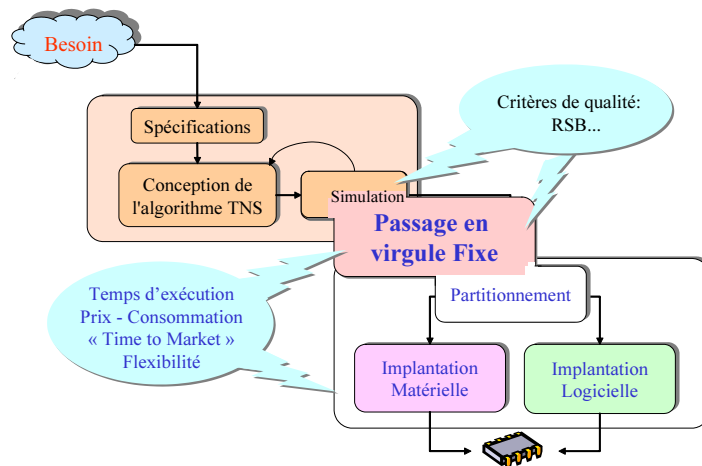 Besoin
Critères de qualité:
RSB...
Spécifications
Conception de
l'algorithme TNS
Simulation
Passage en
virgule Fixe
Temps d’exécution
Prix - Consommation
« Time to Market »
Flexibilité
Partitionnement
Implantation
Matérielle
Implantation
Logicielle